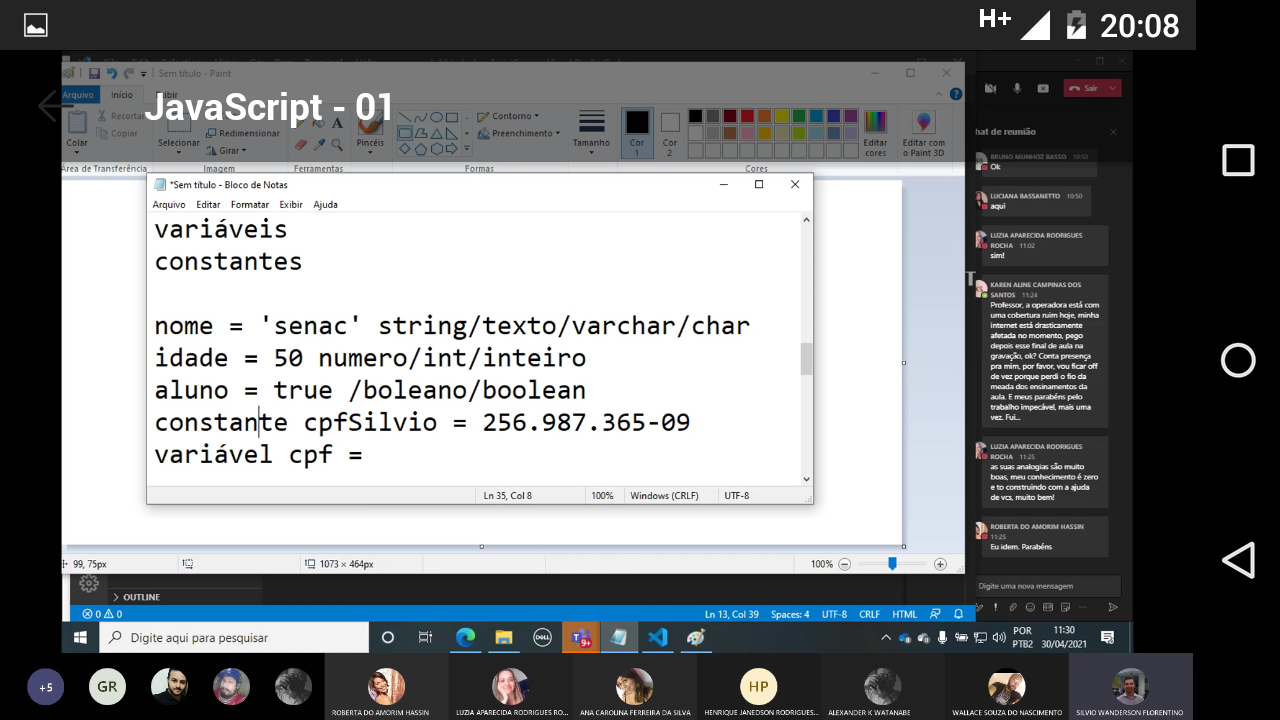 H+ 20:08
JavaScript - 01
Sem título - Paint
Arquivo Início
Recortar
Colar Copiar
Selecionar
Redimensionar
Girar
Pincéis
Contorno
Preenchimento
Tamanho
Cor 1
Cor 2
Editar cores
Editar com o Paint 3D
Área de Transferência Imagem Ferramentas Formas Cores
*Sem título - Bloco de Notas
Arquivo Editar Formatar Exibir Ajuda
variáveis
constantes
nome = 'senac' string/texto/varchar/char
idade = 50 numero/int/inteiro
aluno = true /boleano/boolean
constante cpfSilvio = 256.987.365-09
variável cpf =
Ln 35, Col 8 100% Windows (CRLF) UTF-8
99, 75px 1073 × 464px 100%
OUTLINE
0 0 Ln 13, Col 39 Spaces: 4 UTF-8 CRLF HTML
Digite aqui para pesquisar
DELL
9+
POR
PTB2
11:30
30/04/2021
Sair
hat de reunião
BRUNO MUNHOZ BASSO 10:50
Ok
LUCIANA BASSANETTO 10:50
aqui
LUZIA APARECIDA RODRIGUES
ROCHA 11:02
sim!
KAREN ALINE CAMPINAS DOS
SANTOS 11:24
Professor, a operadora está com
uma cobertura ruim hoje, minha
internet está drasticamente
afetada no momento, pego
depois esse final de aula na
gravação, ok? Conta presença
pra mim, por favor, vou ficar off
de vez porque perdi o fio da
meada dos ensinamentos da
aula. E meus parabéns pelo
trabalho impecável, mais uma
vez. Fui...
LUZIA APARECIDA RODRIGUES
ROCHA 11:25
as suas analogias são muito
boas, meu conhecimento é zero
e to construindo com a ajuda
de vcs, muito bem!
ROBERTA DO AMORIM HASSIN
11:25
Eu idem. Parabéns
Digite uma nova mensagem
+5
GR
ROBERTA DO AMORIM HASSIN
LUZIA APARECIDA RODRIGUES RO...
ANA CAROLINA FERREIRA DA SILVA
HP
HENRIQUE JANEDSON RODRIGUES...
ALEXANDER K WATANABE
WALLACE SOUZA DO NASCIMENTO
SILVIO WANDERSON FLORENTINO